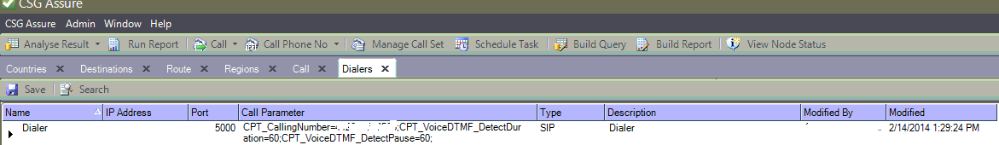 CSG Assure
CSG Assure Admin Window Help
Analyse Result Run Report Call Call Phone No Manage Call Set Schedule Task Build Query Build Report View Node Status
Countries Destinations Route Regions Call Dialers
Save Search
Name IP Address Port Call Parameter Type Description Modified By Modified
Dialer 5000 CPT_CallingNumber= ;CPT_VoiceDTMF_DetectDu SIP Dialer 2/14/2014 1:29:24 PM
ration=60;CPT_VoiceDTMF_DetectPause=60;